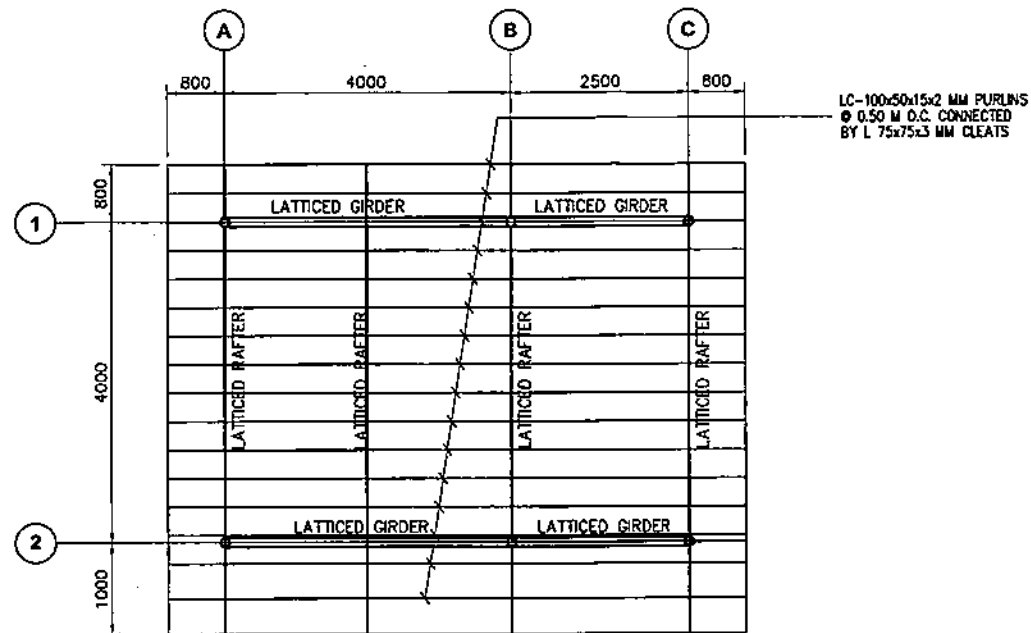 A B C
800 4000 2500 800
LC-100x50x15x2 MM PURLINS
@ 0.50 M O.C. CONNECTED
BY L 75x75x3 MM CLEATS
800
LATTICED GIRDER LATTICED GIRDER
1
4000
LATTICED RAFTER LATTICED RAFTER LATTICED RAFTER LATTICED RAFTER
LATTICED GIRDER LATTICED GIRDER
2
1000